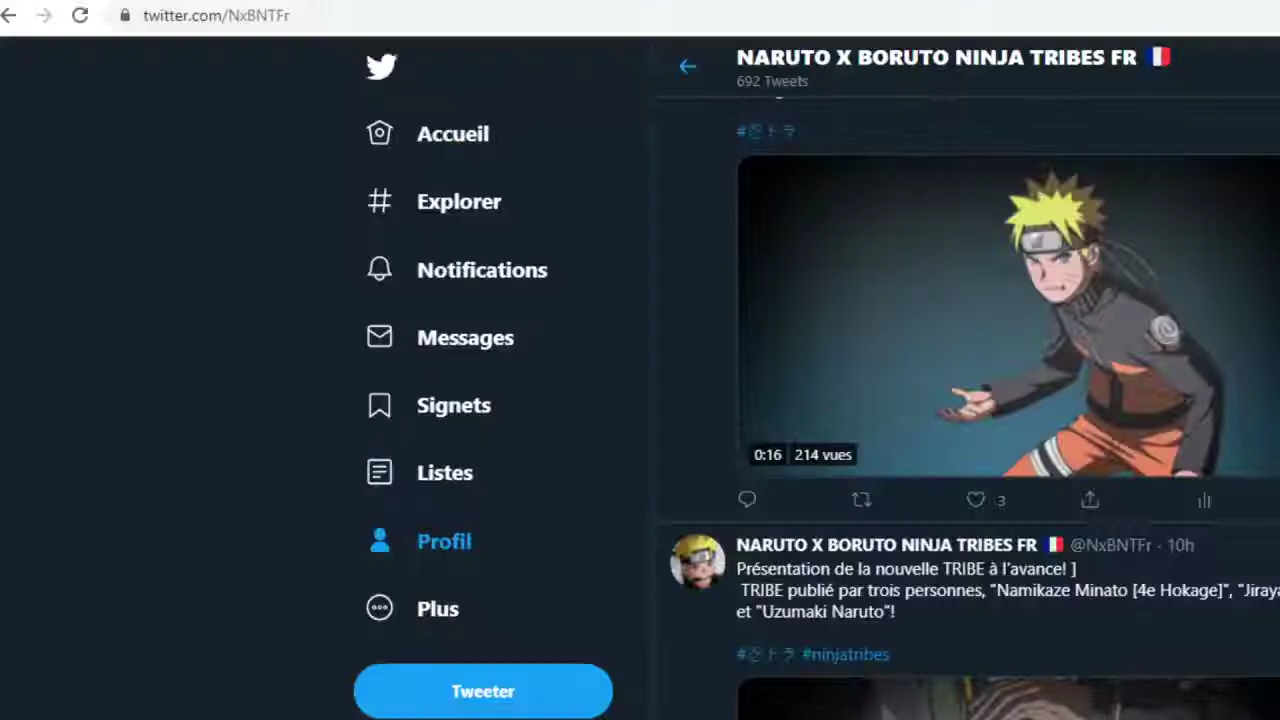 twitter.com/NxBNTFr
NARUTO X BORUTO NINJA TRIBES FR 🇫🇷
692 Tweets
Accueil
Explorer
Notifications
Messages
Signets
Listes
Profil
Plus
Tweeter
0:16 214 vues
3
NARUTO X BORUTO NINJA TRIBES FR 🇫🇷 @NxBNTFr · 10h
Présentation de la nouvelle TRIBE à l'avance! ]
TRIBE publié par trois personnes, "Namikaze Minato [4e Hokage]", "Jiraya
et "Uzumaki Naruto"!
#ninjatribes